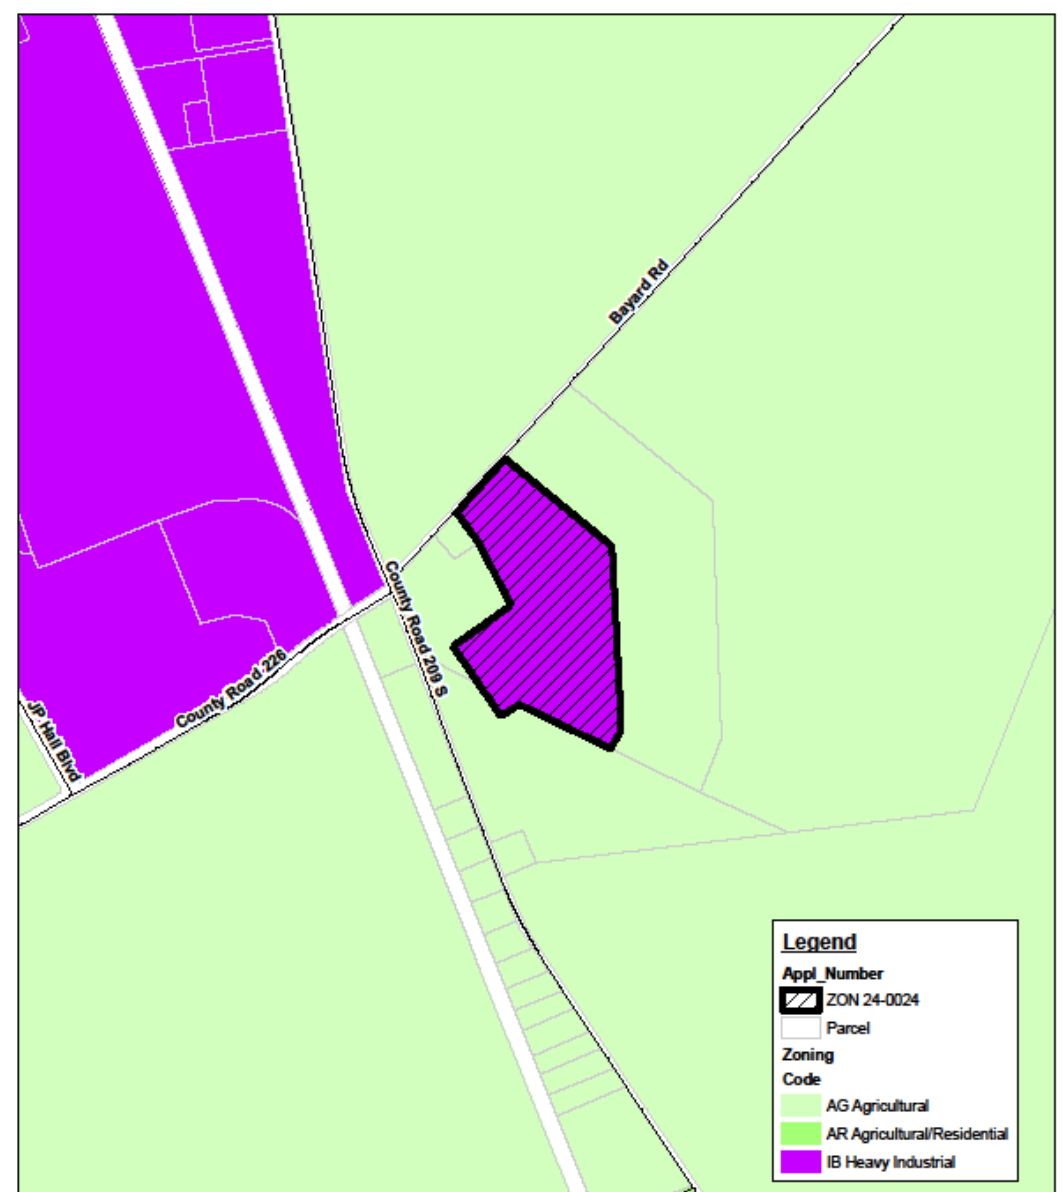 Bayard Rd
County Road 209 S
County Road 226
JP Hall Blvd
Legend
Appl_Number
ZON 24-0024
Parcel
Zoning
Code
AG Agricultural
AR Agricultural/Residential
IB Heavy Industrial